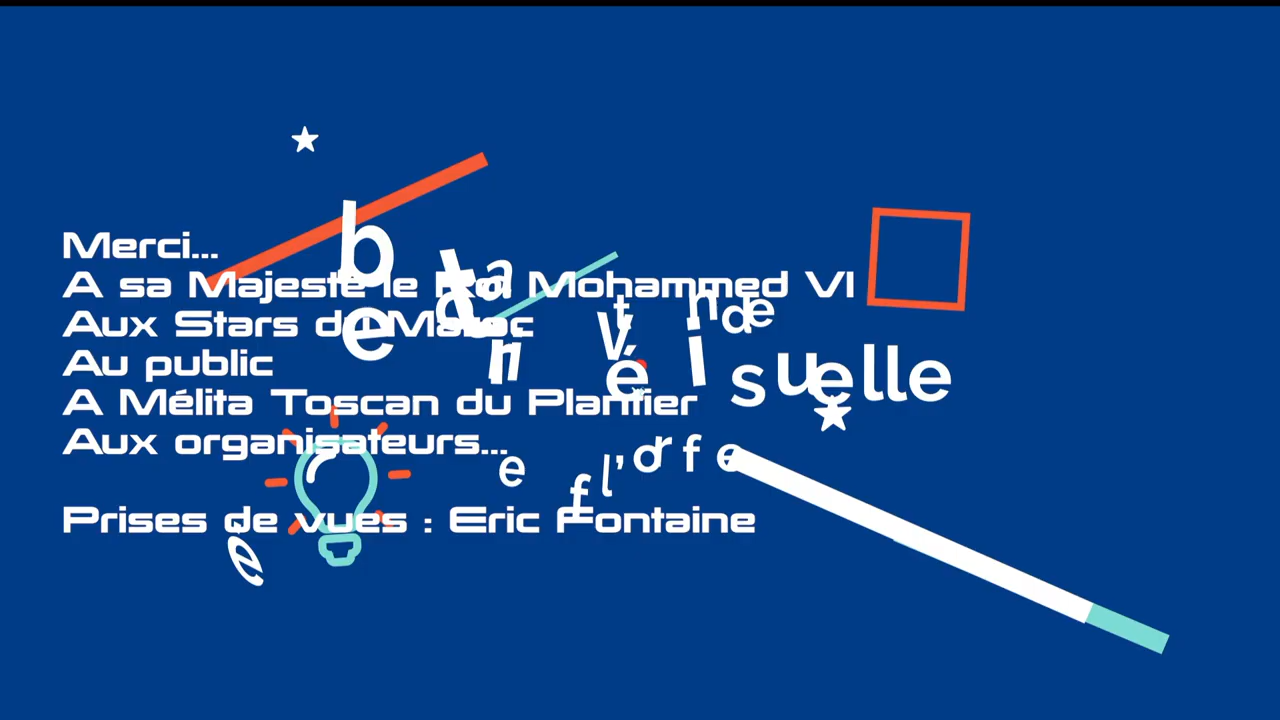 Merci...
A sa Majesté le Roi Mohammed VI
Aux Stars du Maroc
Au public
A Mélita Toscan du Plantier
Aux organisateurs...
Prises de vues : Eric Fontaine